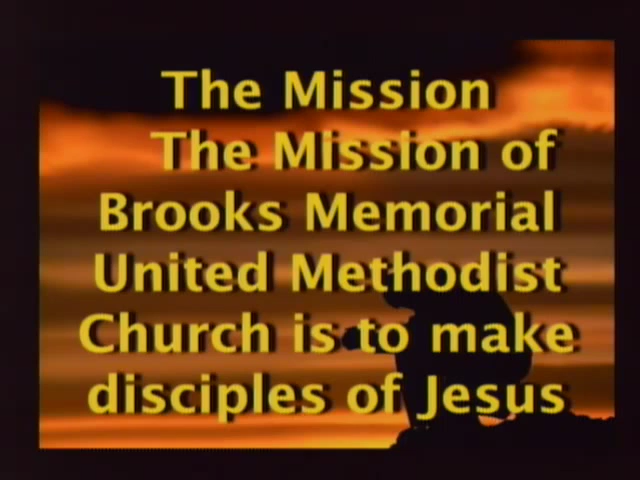 The Mission
The Mission of
Brooks Memorial
United Methodist
Church is to make
disciples of Jesus